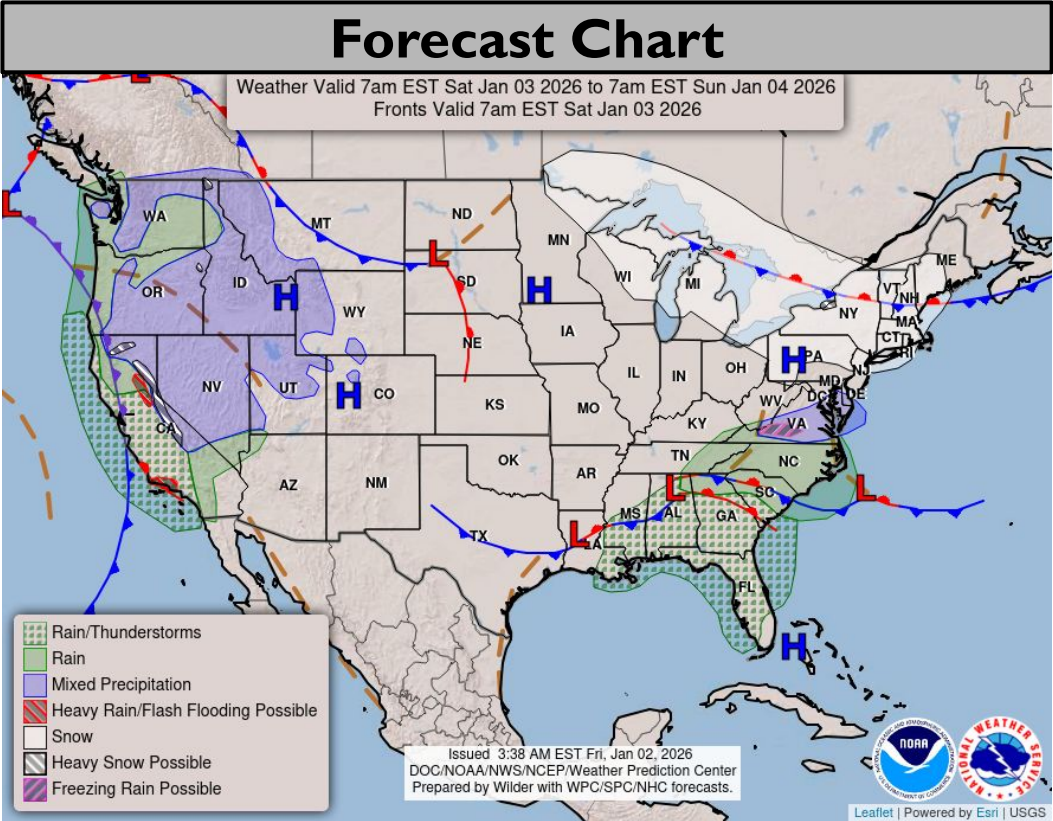 Forecast Chart
Weather Valid 7am EST Sat Jan 03 2026 to 7am EST Sun Jan 04 2026
Fronts Valid 7am EST Sat Jan 03 2026
L
L
WA
MT
ND
MN
ME
L
SD
OR
ID
H
H
WI
MI
VT
NH
WY
NY
MA
IA
CT
RI
NE
H
PA
NJ
NV
UT
H
CO
IL
IN
OH
MD
DE
DC
WV
KS
MO
KY
VA
CA
TN
NC
OK
AR
AZ
NM
L
SC
L
MS
AL
GA
TX
L
LA
FL
H
Rain/Thunderstorms
Rain
Mixed Precipitation
Heavy Rain/Flash Flooding Possible
Snow
Heavy Snow Possible
Freezing Rain Possible
Issued 3:38 AM EST Fri, Jan 02, 2026
DOC/NOAA/NWS/NCEP/Weather Prediction Center
Prepared by Wilder with WPC/SPC/NHC forecasts.
NOAA
NATIONAL WEATHER SERVICE
Leaflet | Powered by Esri | USGS